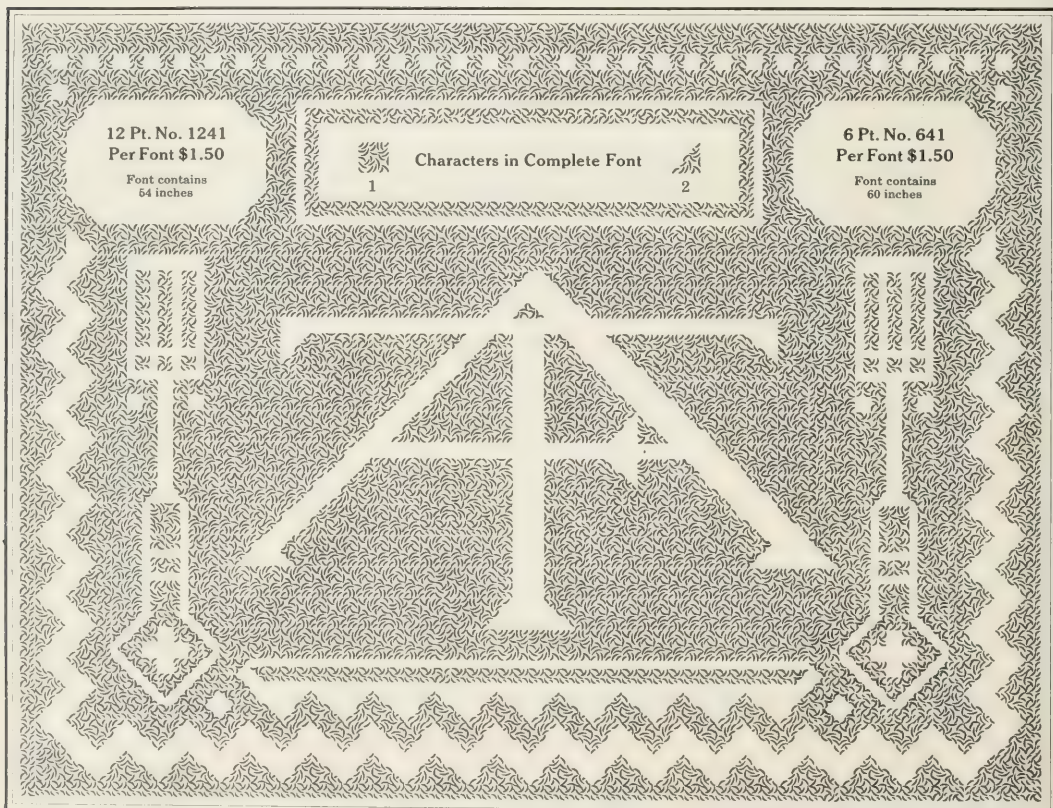 12 Pt. No. 1241
Per Font $1.50
Font contains
54 inches
Characters in Complete Font
1 2
6 Pt. No. 641
Per Font $1.50
Font contains
60 inches